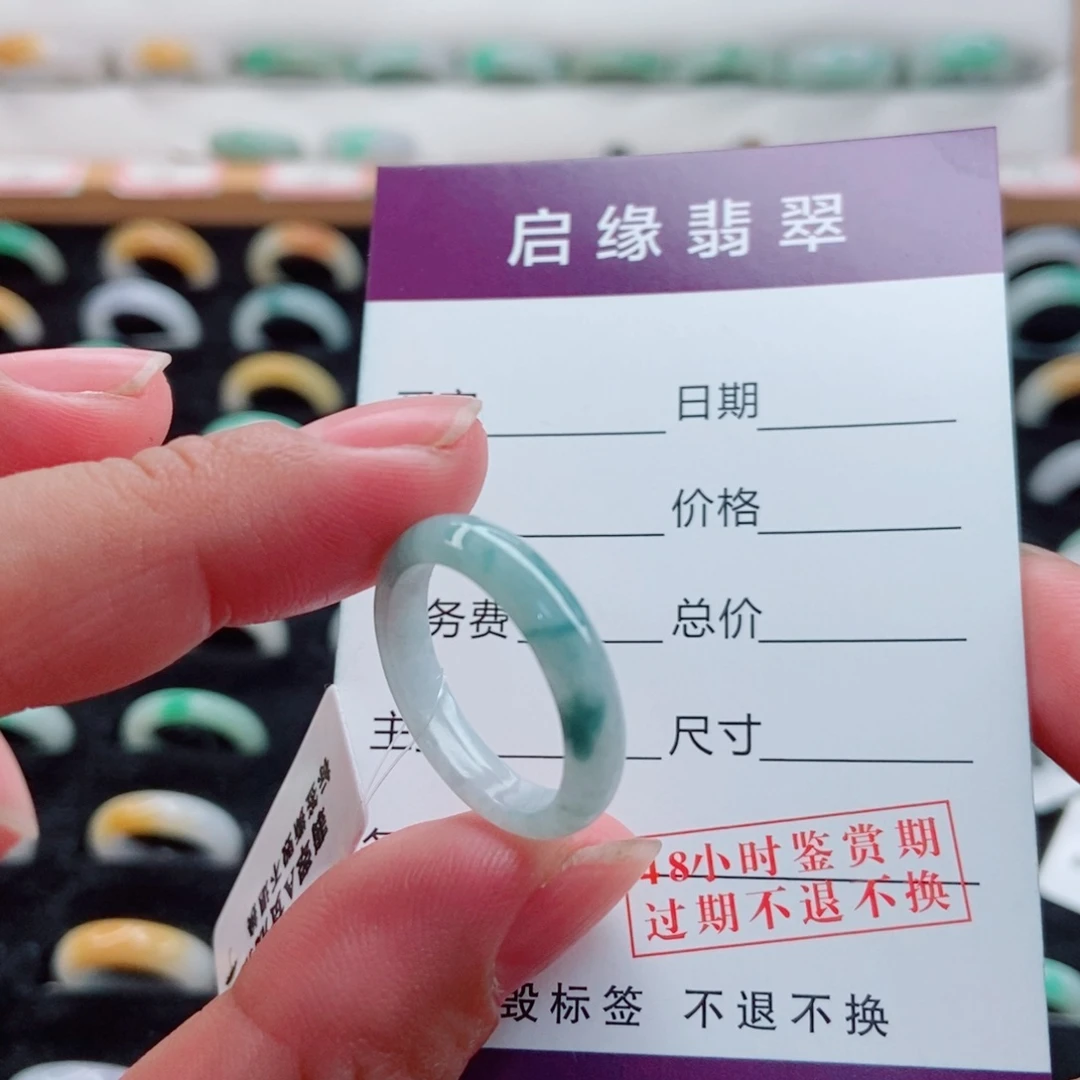 启缘翡翠
日期
价格
务费 总价
主 尺寸
48小时鉴赏期
过期不退不换
毁标签 不退不换